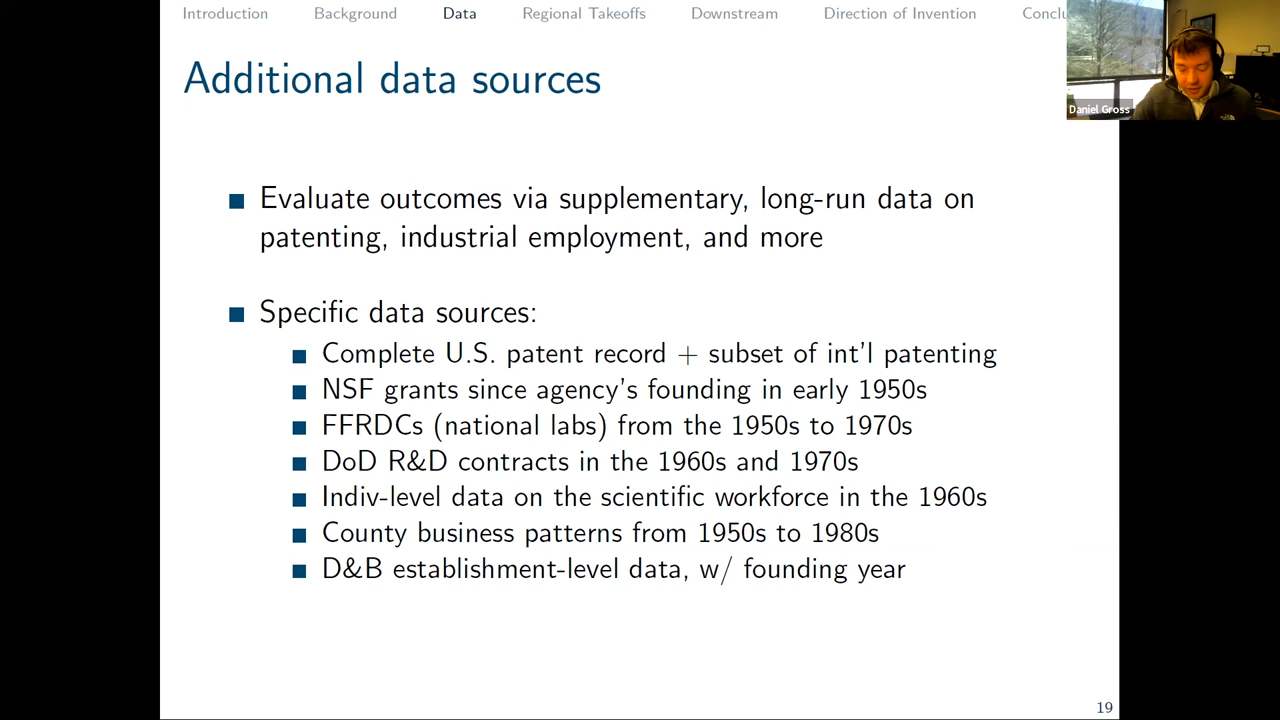 Introduction Background Data Regional Takeoffs Downstream Direction of Invention Conclu
Daniel Gross
Additional data sources
Evaluate outcomes via supplementary, long-run data on
patenting, industrial employment, and more
Specific data sources:
Complete U.S. patent record + subset of int'l patenting
NSF grants since agency's founding in early 1950s
FFRDCs (national labs) from the 1950s to 1970s
DoD R&D contracts in the 1960s and 1970s
Indiv-level data on the scientific workforce in the 1960s
County business patterns from 1950s to 1980s
D&B establishment-level data, w/ founding year
19